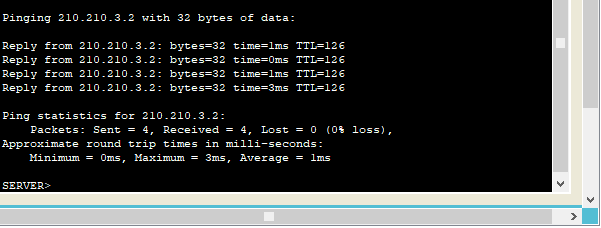 Pinging 210.210.3.2 with 32 bytes of data:
Reply from 210.210.3.2: bytes=32 time=1ms TTL=126
Reply from 210.210.3.2: bytes=32 time=0ms TTL=126
Reply from 210.210.3.2: bytes=32 time=1ms TTL=126
Reply from 210.210.3.2: bytes=32 time=3ms TTL=126
Ping statistics for 210.210.3.2:
Packets: Sent = 4, Received = 4, Lost = 0 (0% loss),
Approximate round trip times in milli-seconds:
Minimum = 0ms, Maximum = 3ms, Average = 1ms
SERVER>